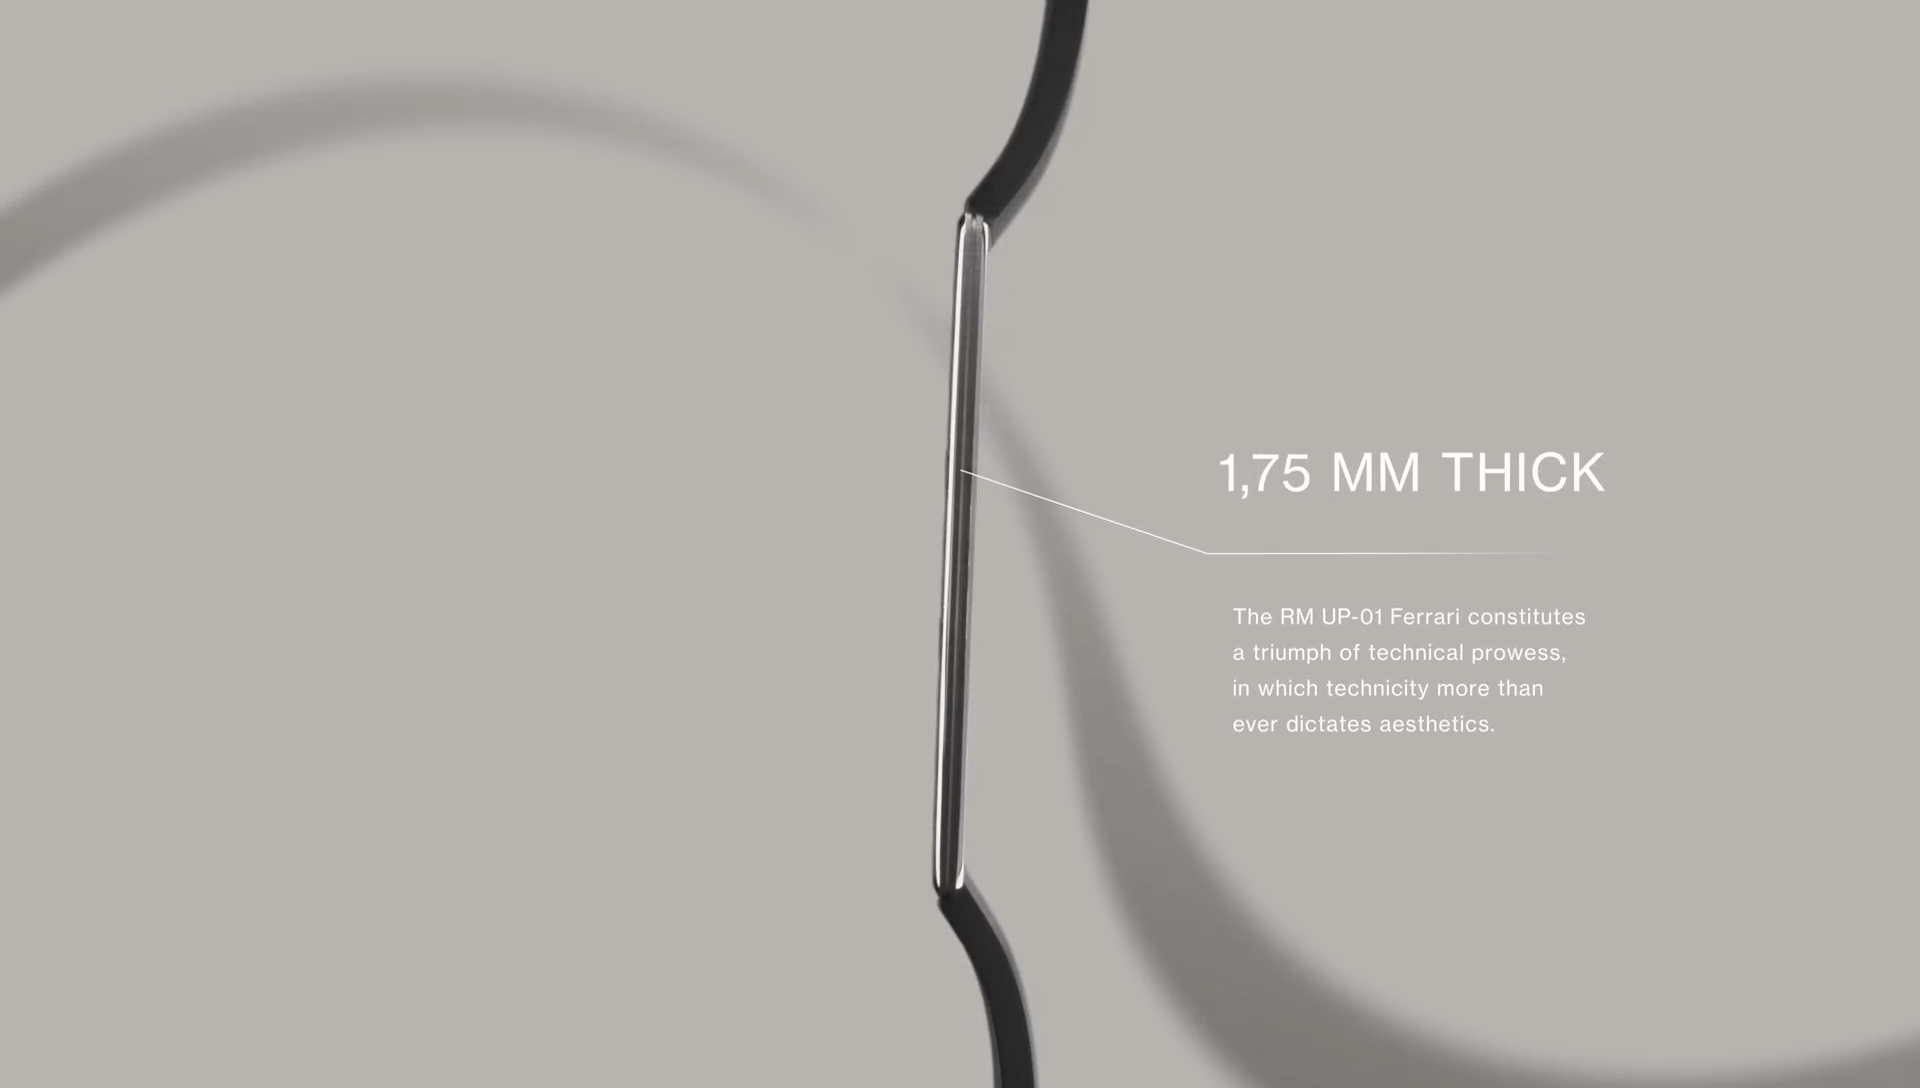 1,75 MM THICK
The RM UP-01 Ferrari constitutes
a triumph of technical prowess,
in which technicity more than
ever dictates aesthetics.